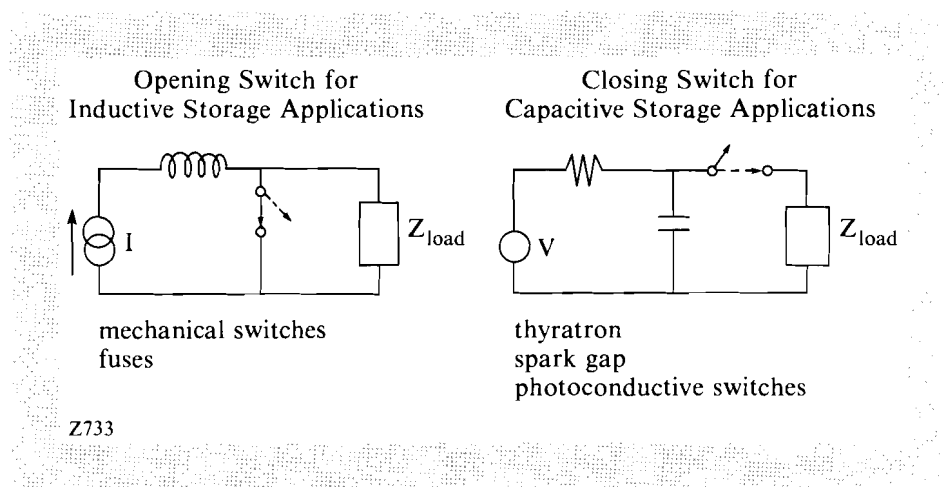 Opening Switch for
Inductive Storage Applications
I
Z_load
mechanical switches
fuses
Closing Switch for
Capacitive Storage Applications
V
Z_load
thyratron
spark gap
photoconductive switches
Z733